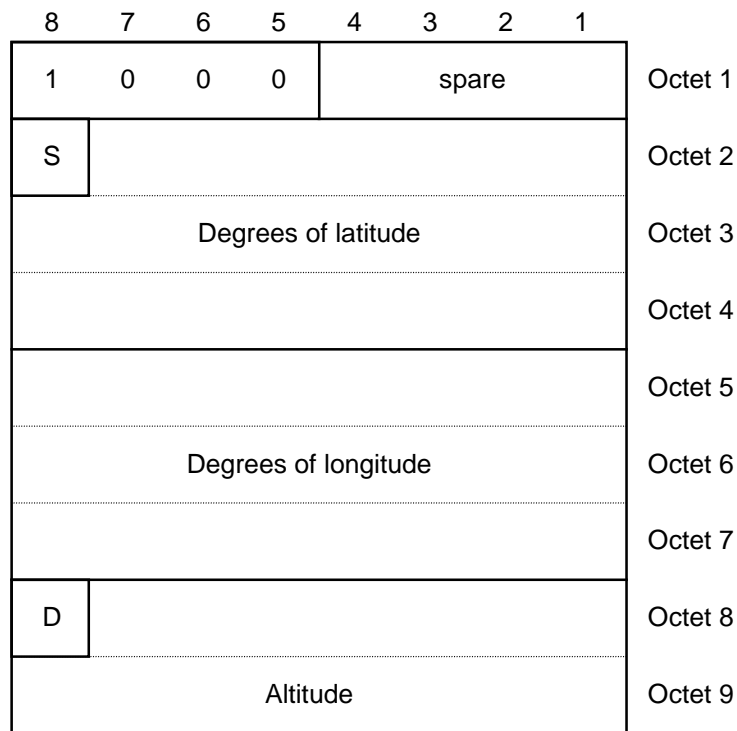 8 7 6 5 4 3 2 1
1 0 0 0 spare Octet 1
S Octet 2
Degrees of latitude Octet 3
Octet 4
Octet 5
Degrees of longitude Octet 6
Octet 7
D Octet 8
Altitude Octet 9